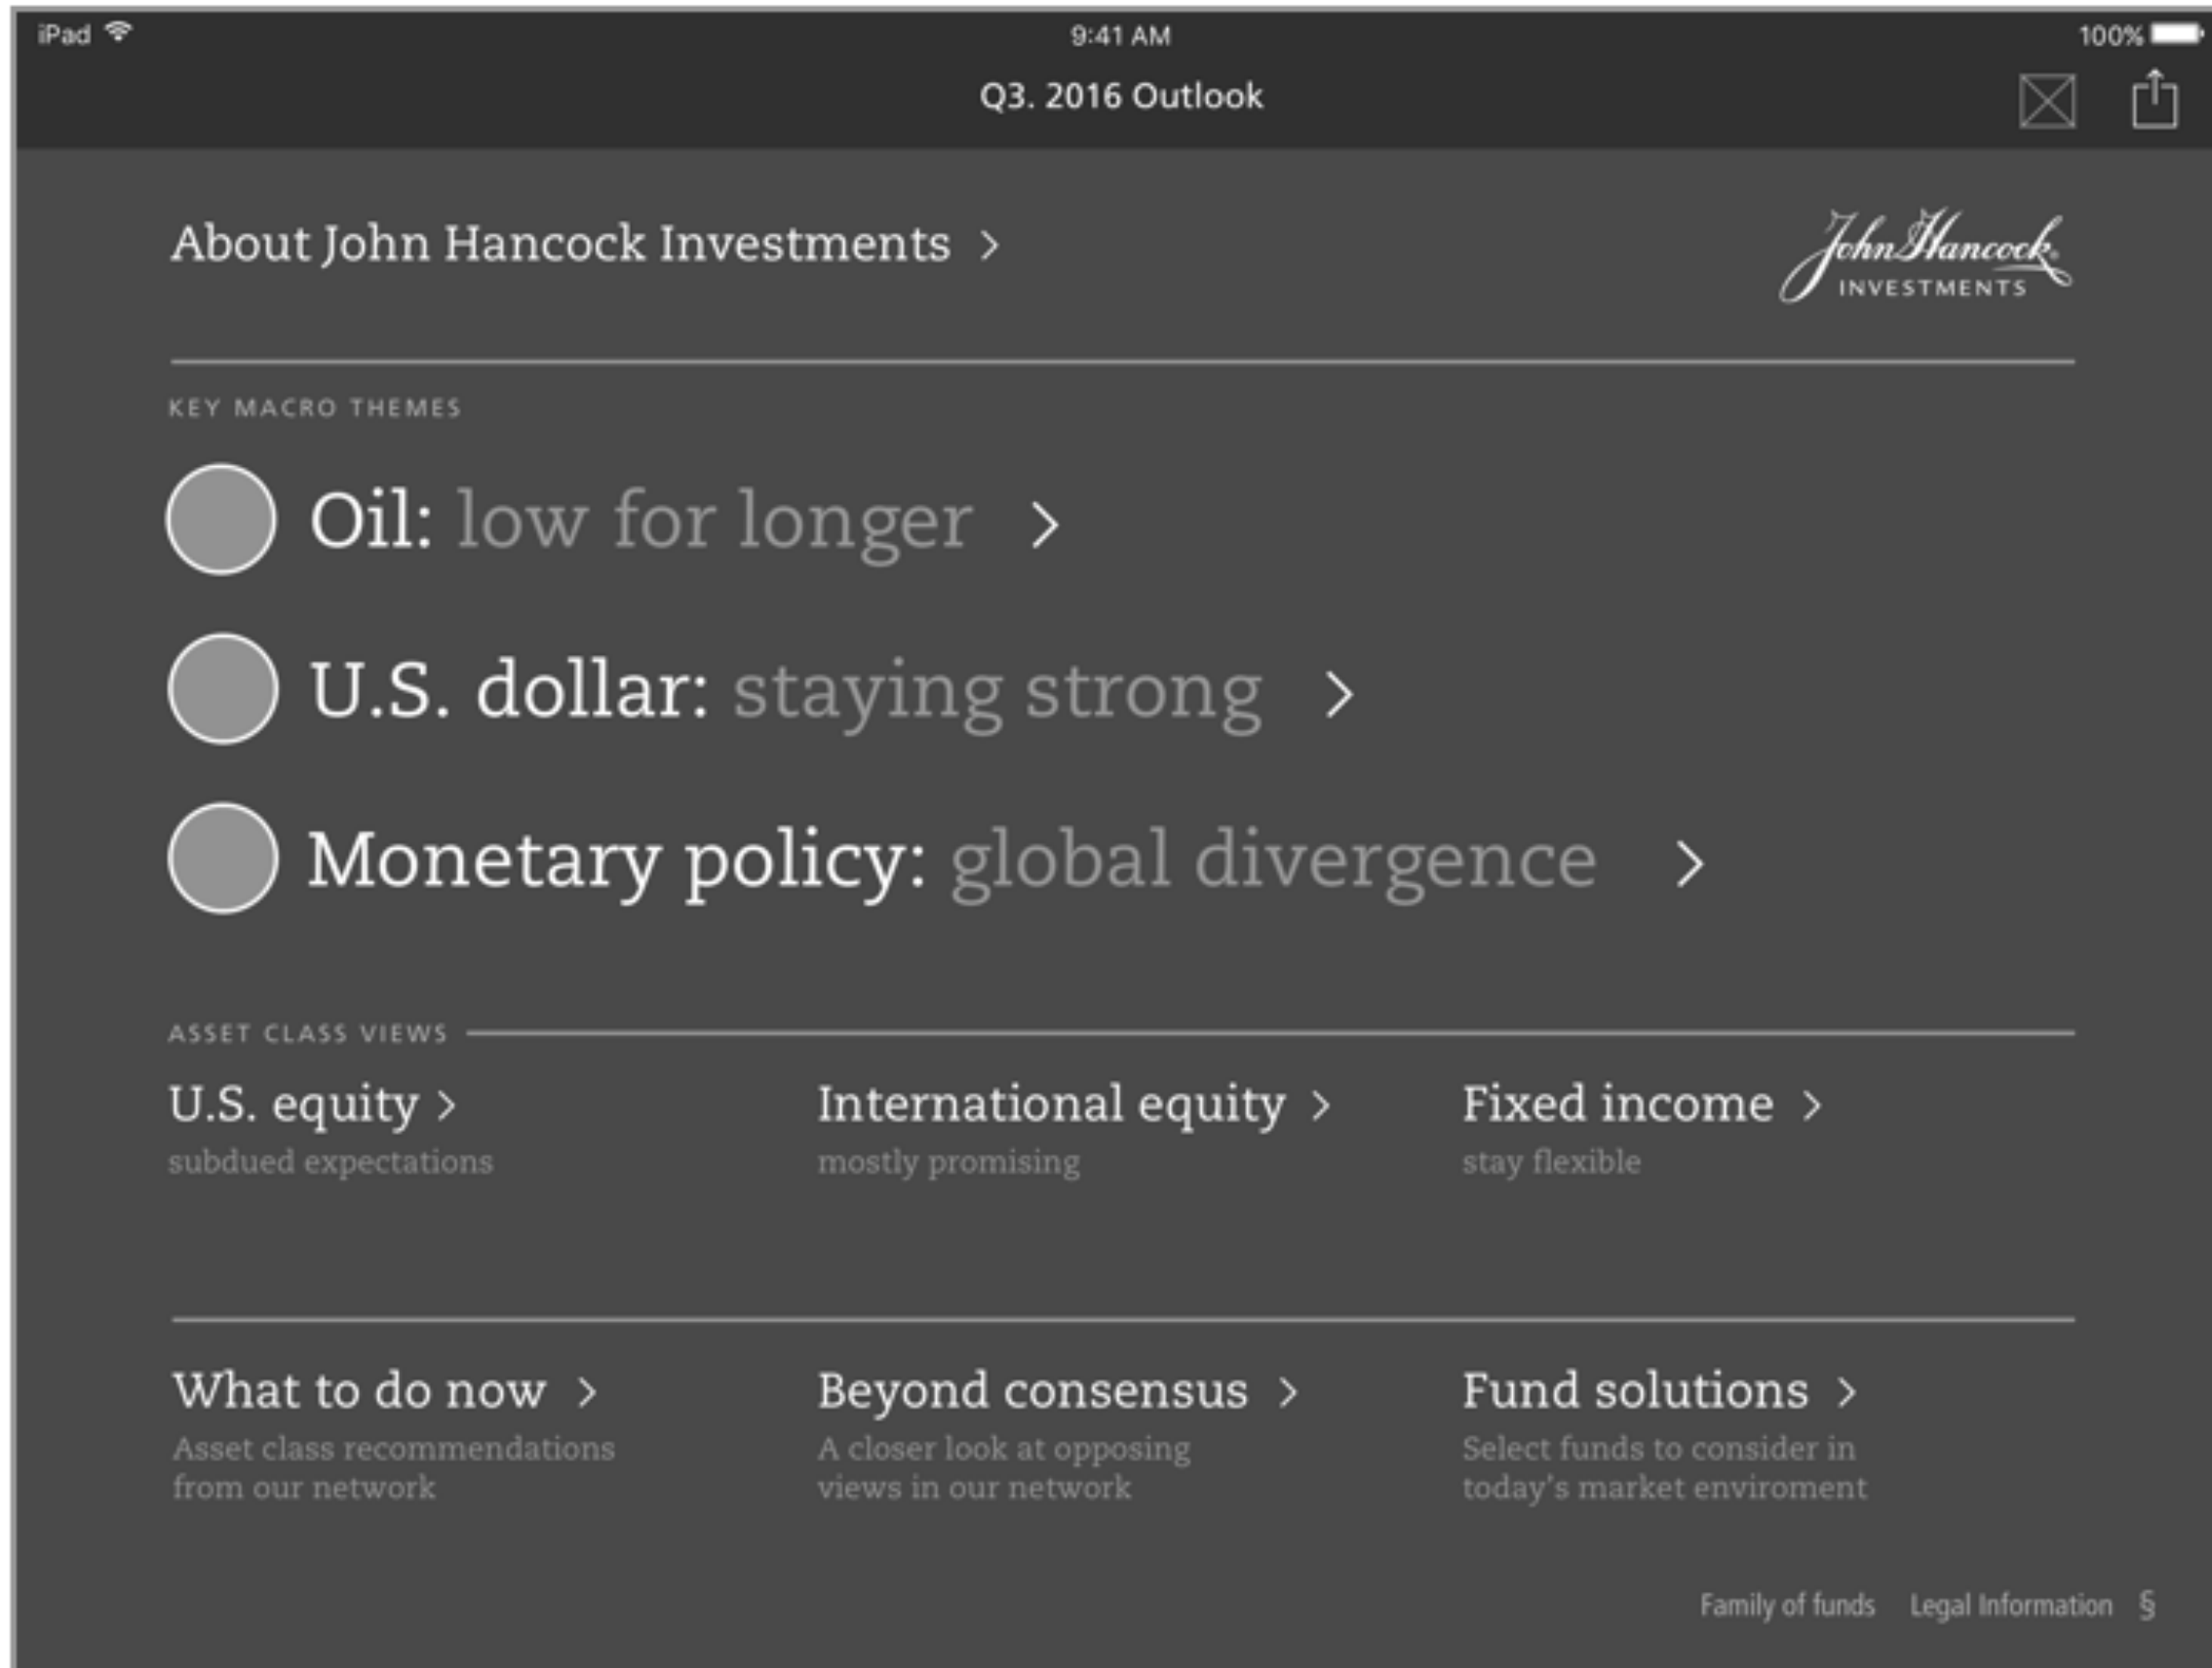 iPad 9:41 AM 100%
Q3. 2016 Outlook
About John Hancock Investments >
John Hancock®
INVESTMENTS
KEY MACRO THEMES
Oil: low for longer >
U.S. dollar: staying strong >
Monetary policy: global divergence >
ASSET CLASS VIEWS
U.S. equity >
subdued expectations
International equity >
mostly promising
Fixed income >
stay flexible
What to do now >
Asset class recommendations
from our network
Beyond consensus >
A closer look at opposing
views in our network
Fund solutions >
Select funds to consider in
today's market enviroment
Family of funds Legal Information §